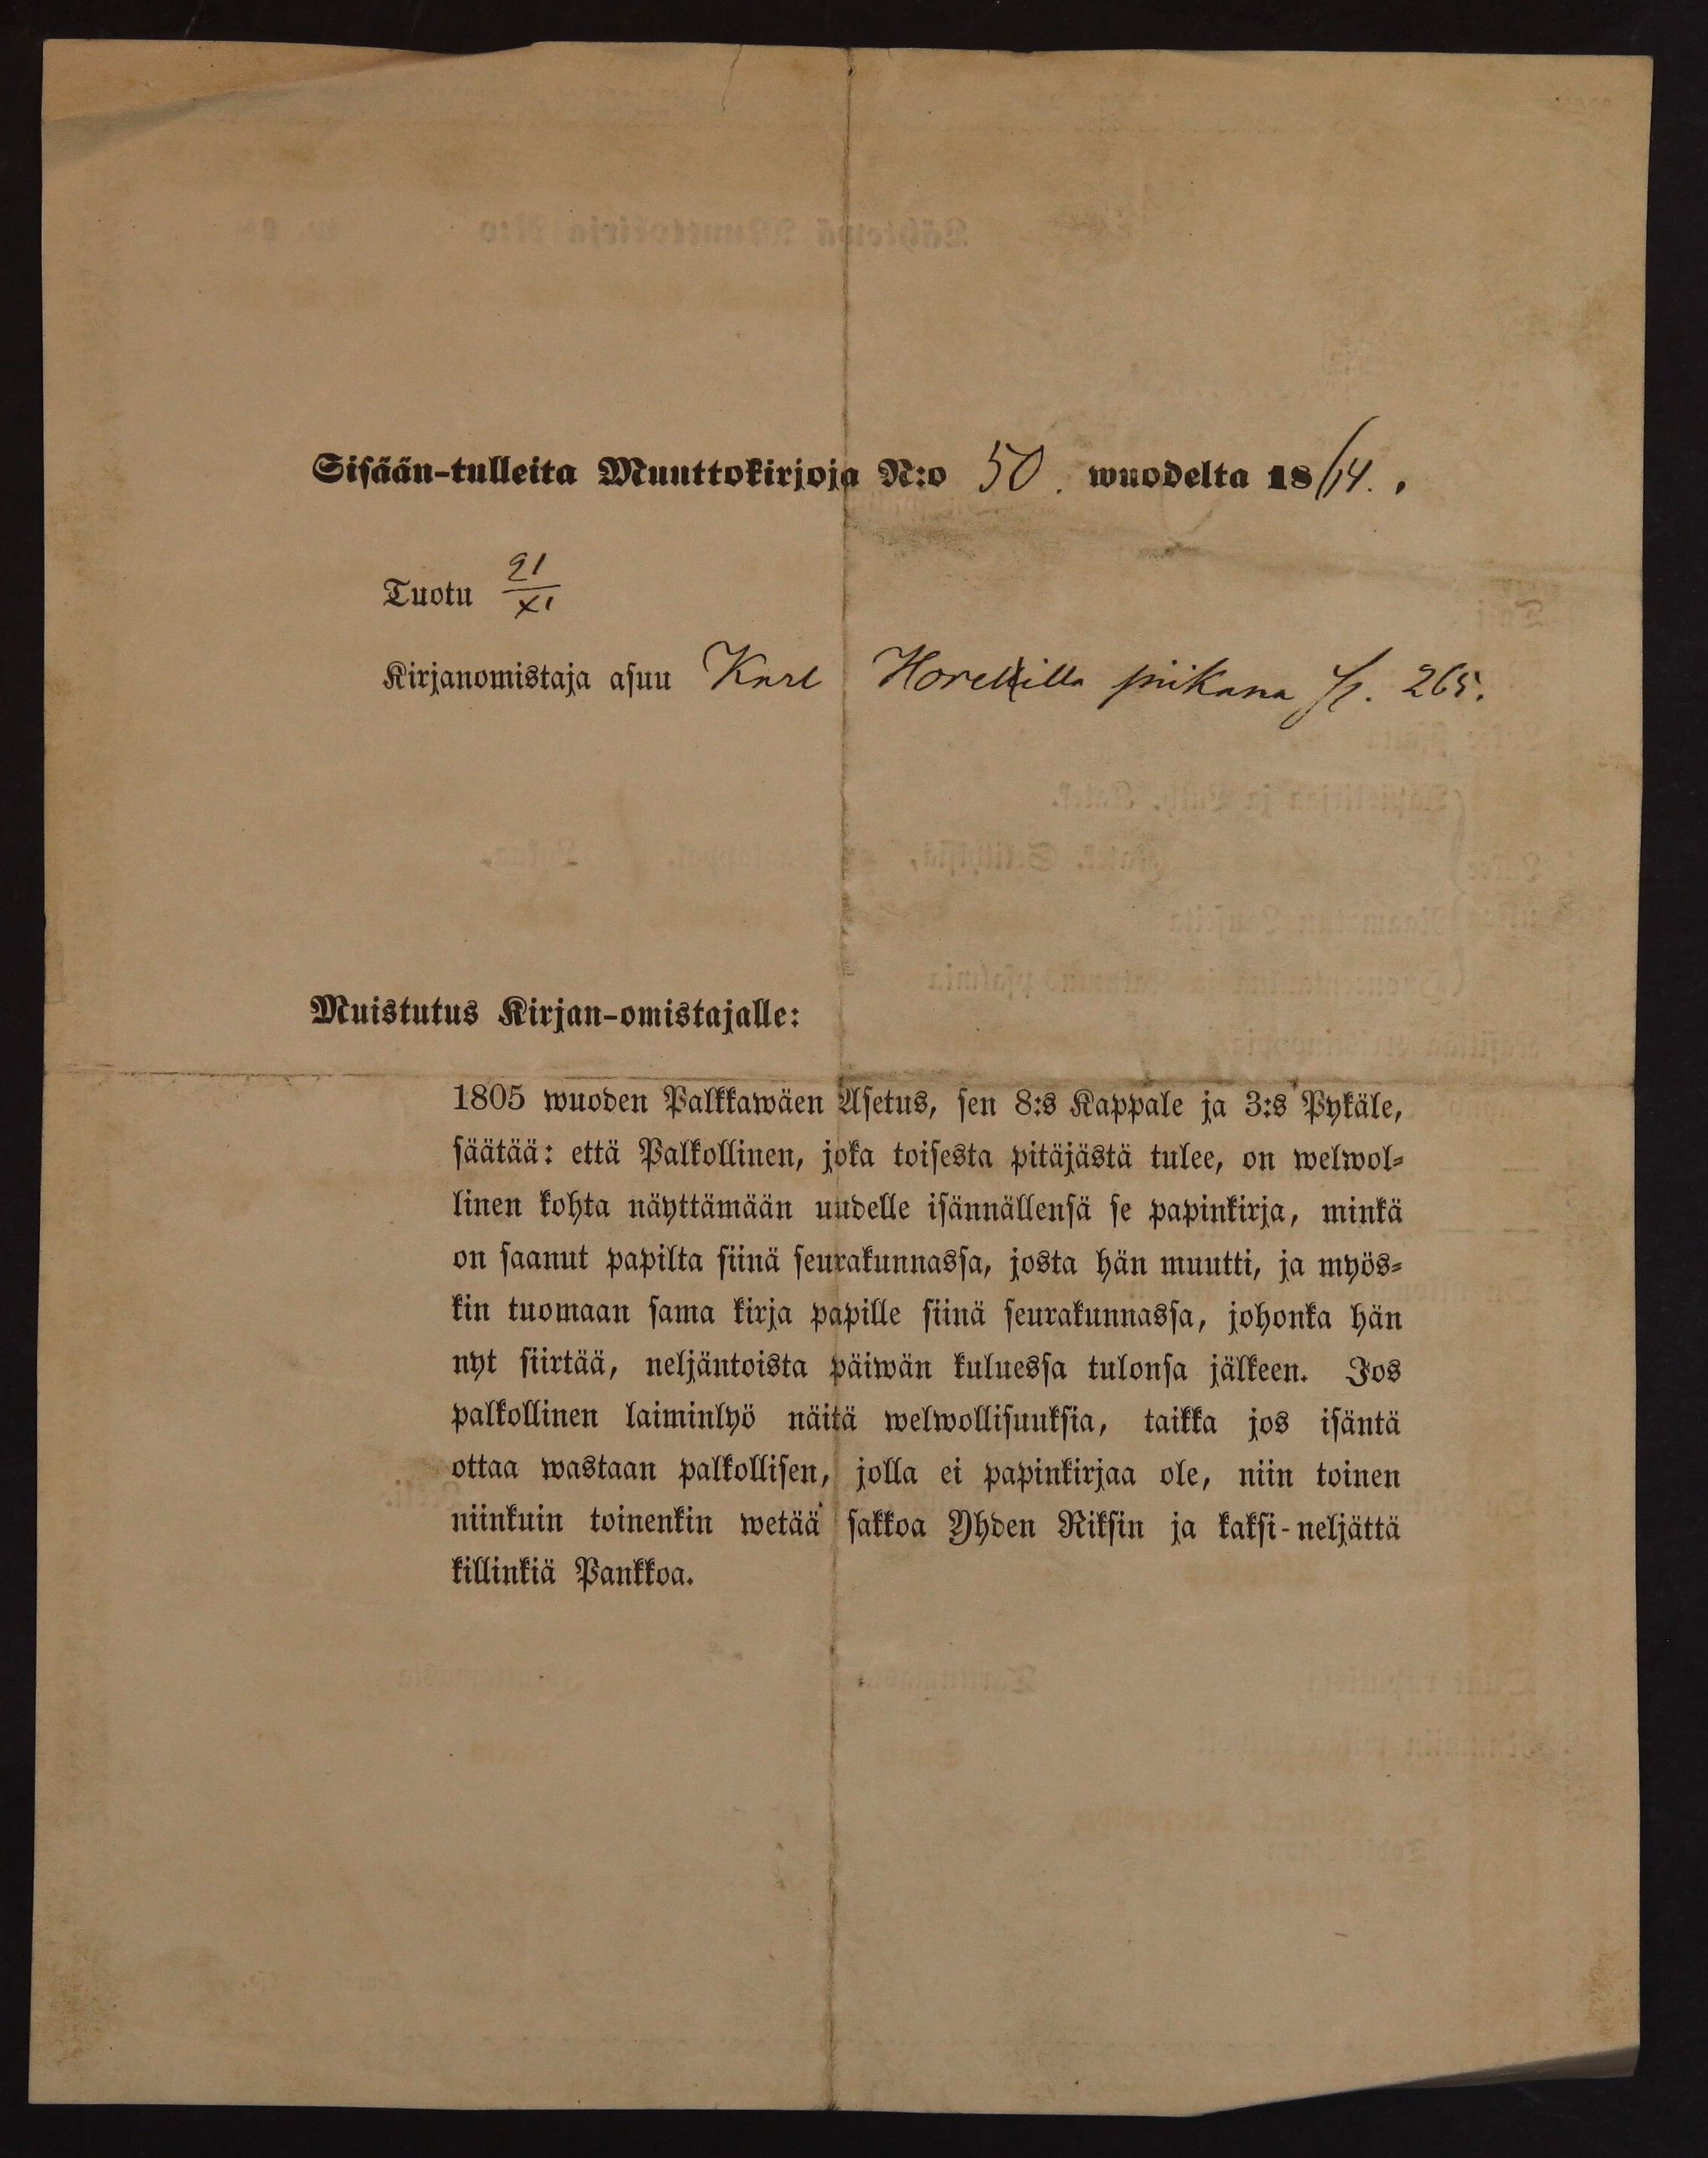 Sisään-tulleita Muuttokirjoja N:o 50. wuodelta 1864.
Tuotu 21/XI
Kirjanomistaja asuu Karl Horellilla piikana p. 265.
Muistutus Kirjan-omistajalle:
1805 wuoden Palkkawäen Asetus, sen 8:s Kappale ja 3:s Pykäle,
säätää: että Palkollinen, joka toisesta pitäjästä tulee, on welwol=
linen kohta näyttämään uudelle isännällensä se papinkirja, minkä
on saanut papilta siinä seurakunnassa, josta hän muutti, ja myös=
kin tuomaan sama kirja papille siinä seurakunnassa, johonka hän
nyt siirtää, neljäntoista päiwän kuluessa tulonsa jälkeen. Jos
palkollinen laiminlyö näitä welwollisuuksia, taikka jos isäntä
ottaa wastaan palkollisen, jolla ei papinkirjaa ole, niin toinen
niinkuin toinenkin wetää sakkoa Yhden Riksin ja kaksi-neljättä
killinkiä Pankkoa.